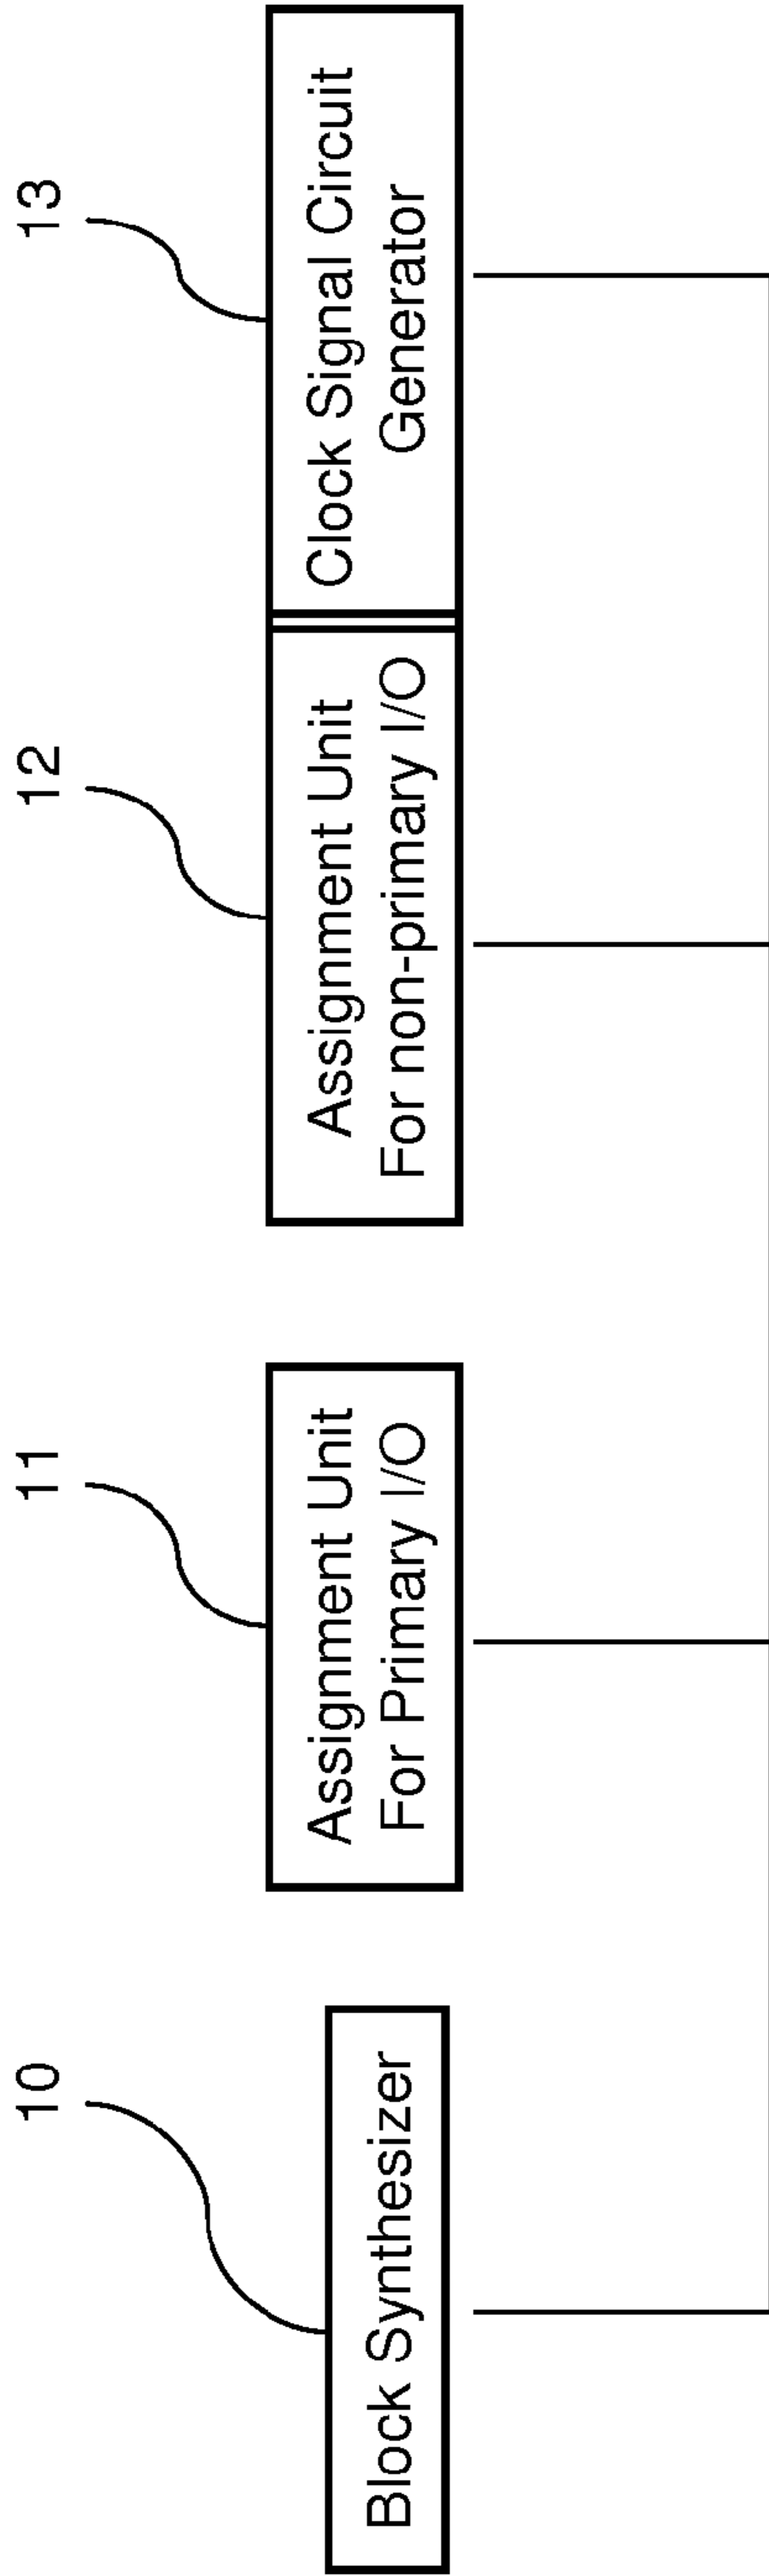 10
11
12
13
Block Synthesizer
Assignment Unit
For Primary I/O
Assignment Unit
For non-primary I/O
Clock Signal Circuit
Generator